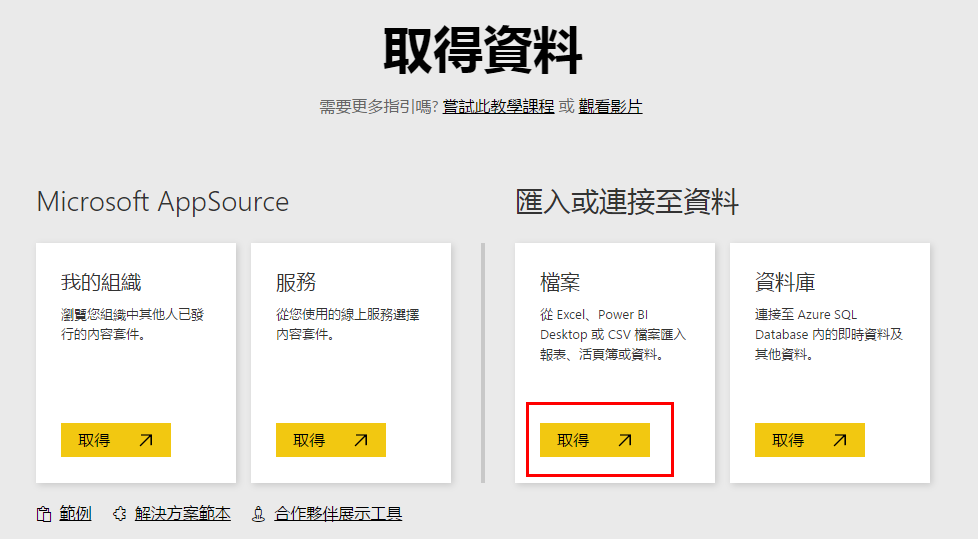 取得資料
需要更多指引嗎? 嘗試此教學課程 或 觀看影片
Microsoft AppSource
我的組織
瀏覽您組織中其他人已發
行的內容套件。
取得
服務
從您使用的線上服務選擇
內容套件。
取得
匯入或連接至資料
檔案
從 Excel、Power BI
Desktop 或 CSV 檔案匯入
報表、活頁簿或資料。
取得
資料庫
連接至 Azure SQL
Database 內的即時資料及
其他資料。
取得
範例 解決方案範本 合作夥伴展示工具